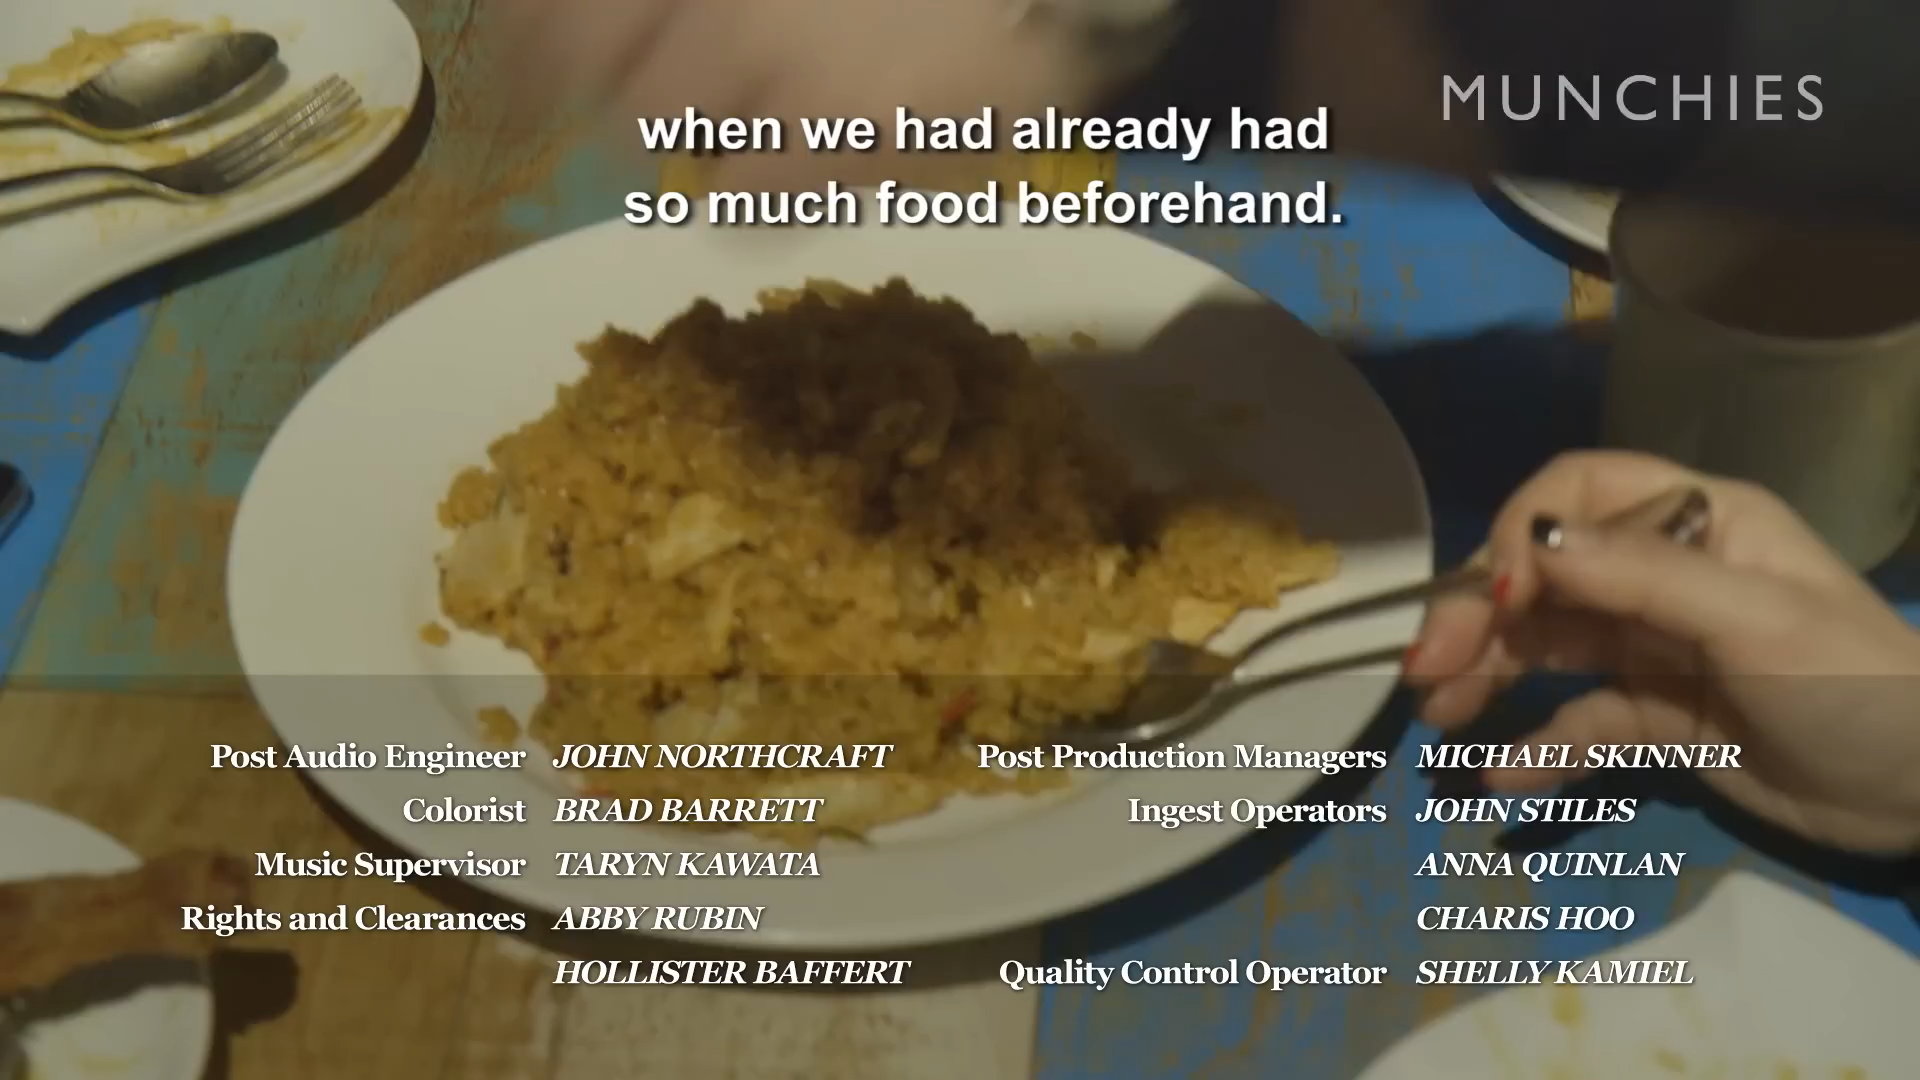 MUNCHIES
when we had already had
so much food beforehand.
Post Audio Engineer JOHN NORTHCRAFT
Colorist BRAD BARRETT
Music Supervisor TARYN KAWATA
Rights and Clearances ABBY RUBIN
HOLLISTER BAFFERT
Post Production Managers MICHAEL SKINNER
Ingest Operators JOHN STILES
ANNA QUINLAN
CHARIS HOO
Quality Control Operator SHELLY KAMIEL